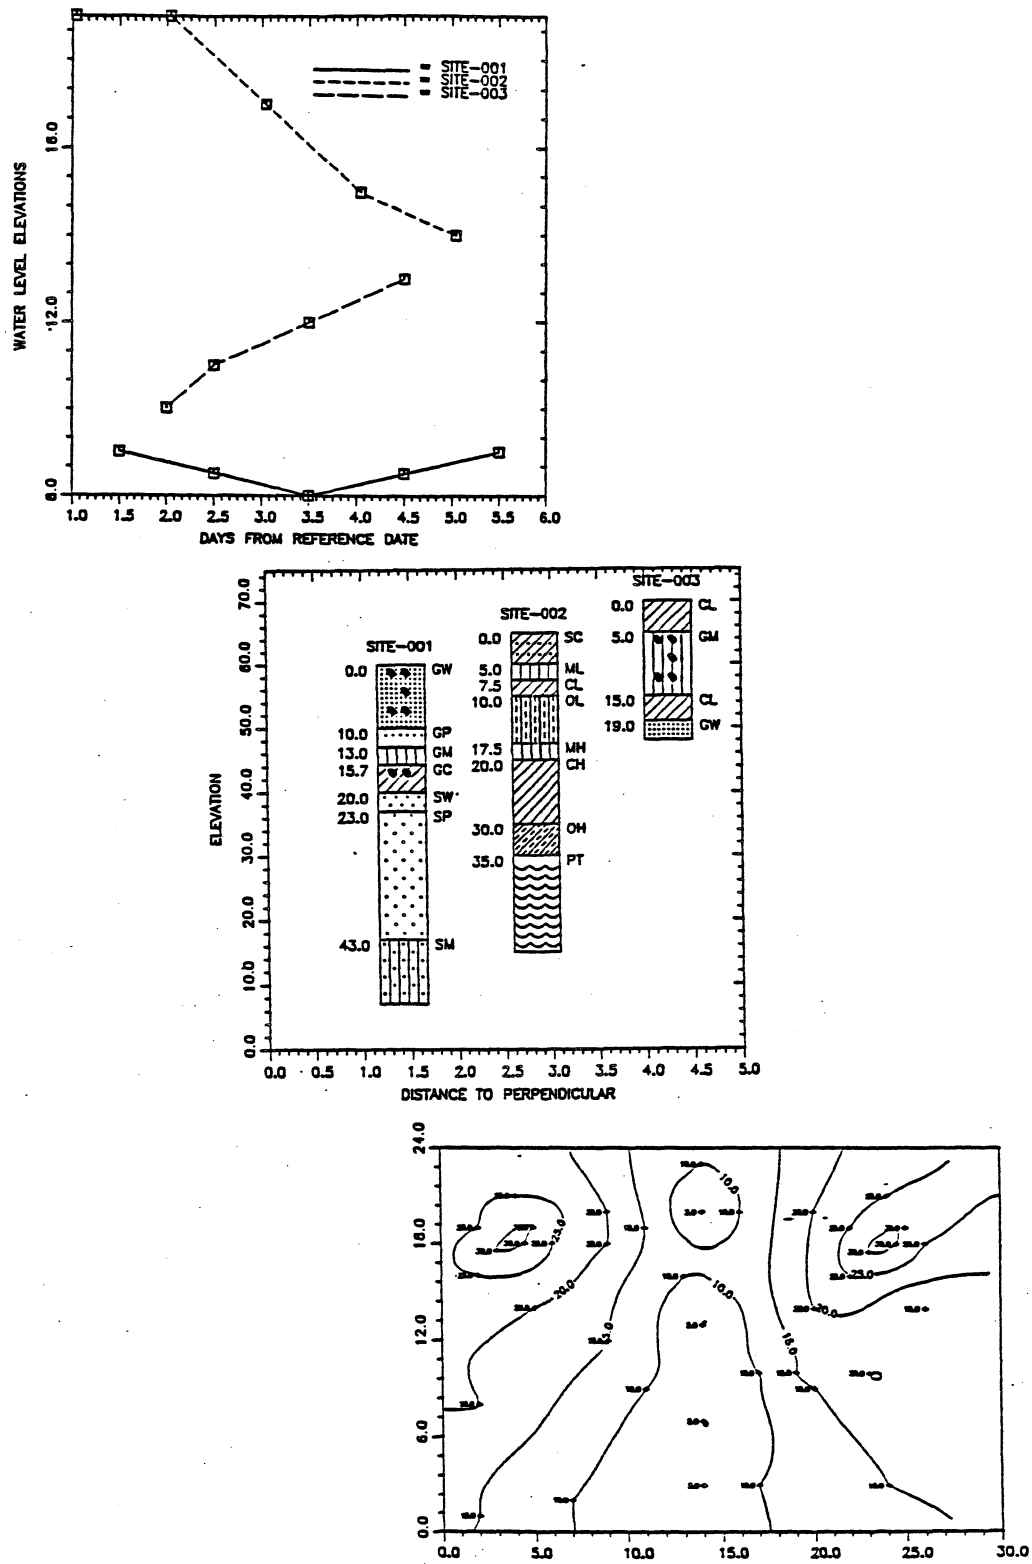 SITE-001
SITE-002
SITE-003
WATER LEVEL ELEVATIONS
16.0
12.0
8.0
1.0 1.5 2.0 2.5 3.0 3.5 4.0 4.5 5.0 5.5 6.0
DAYS FROM REFERENCE DATE
ELEVATION
70.0
60.0
50.0
40.0
30.0
20.0
10.0
0.0
SITE-001
0.0 GW
10.0 GP
13.0 GM
15.7 GC
20.0 SW
23.0 SP
43.0 SM
SITE-002
0.0 SC
5.0 ML
7.5 CL
10.0 OL
17.5 MH
20.0 CH
30.0 OH
35.0 PT
SITE-003
0.0 CL
5.0 GM
15.0 CL
19.0 GW
0.0 0.5 1.0 1.5 2.0 2.5 3.0 3.5 4.0 4.5 5.0
DISTANCE TO PERPENDICULAR
24.0
18.0
12.0
6.0
0.0
10.0
25.0
20.0
10.0
25.0
20.0
15.0
0.0 5.0 10.0 15.0 20.0 25.0 30.0